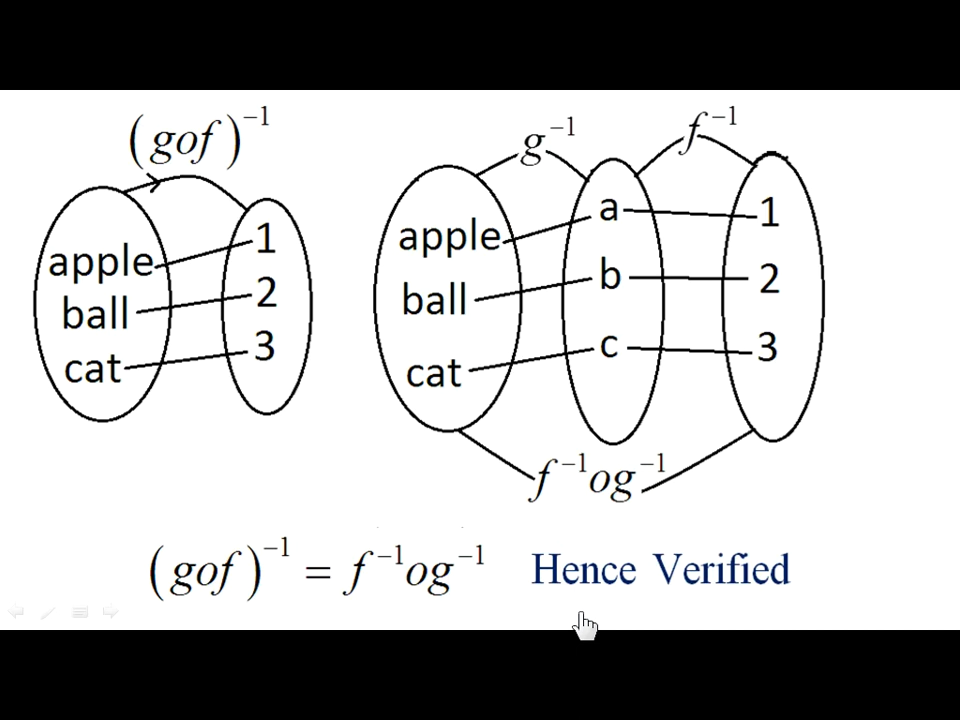 (gof)⁻¹
apple 1
ball 2
cat 3
g⁻¹ f⁻¹
apple a 1
ball b 2
cat c 3
f⁻¹og⁻¹
(gof)⁻¹ = f⁻¹og⁻¹ Hence Verified